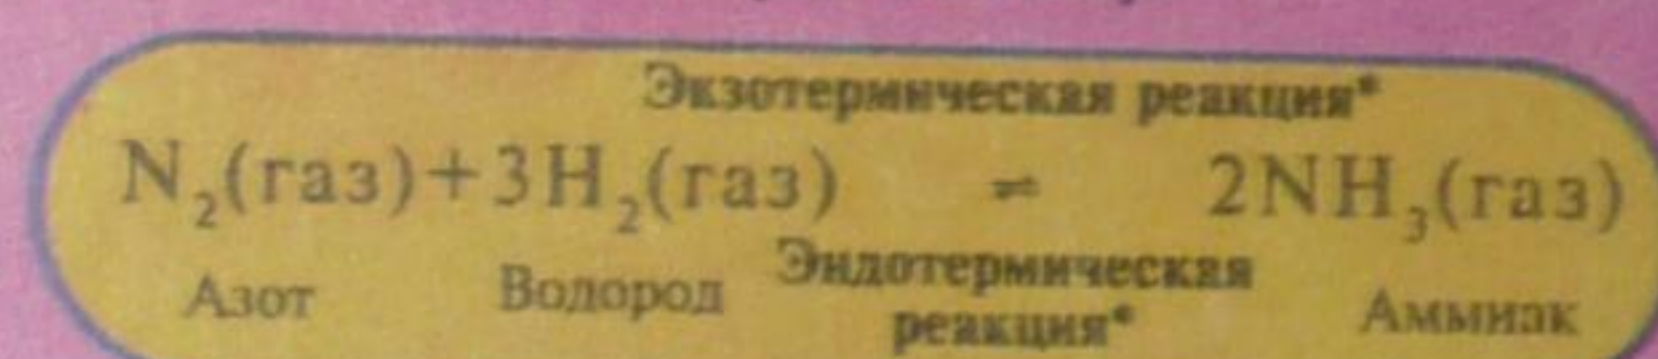 Экзотермическая реакция*
N₂(газ)+3H₂(газ) ⇌ 2NH₃(газ)
Азот Водород Эндотермическая реакция* Аммиак